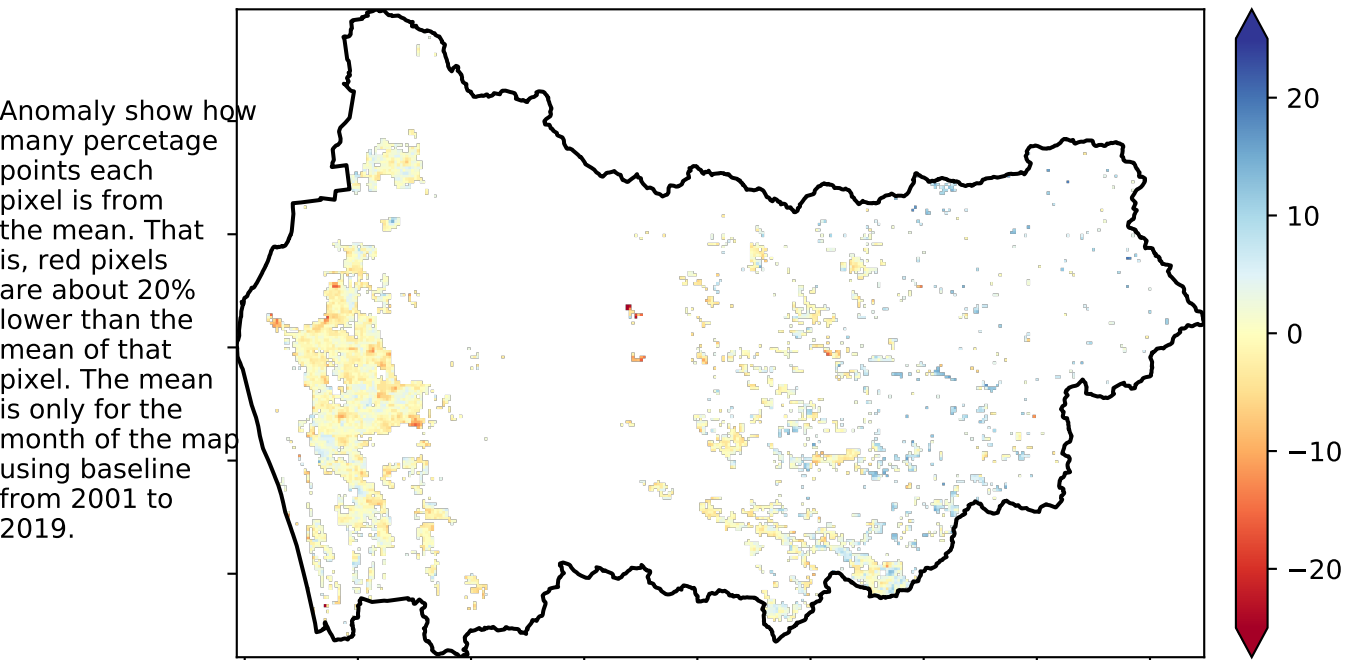 Anomaly show how
many percetage
points each
pixel is from
the mean. That
is, red pixels
are about 20%
lower than the
mean of that
pixel. The mean
is only for the
month of the map
using baseline
from 2001 to
2019.
20
10
0
−10
−20